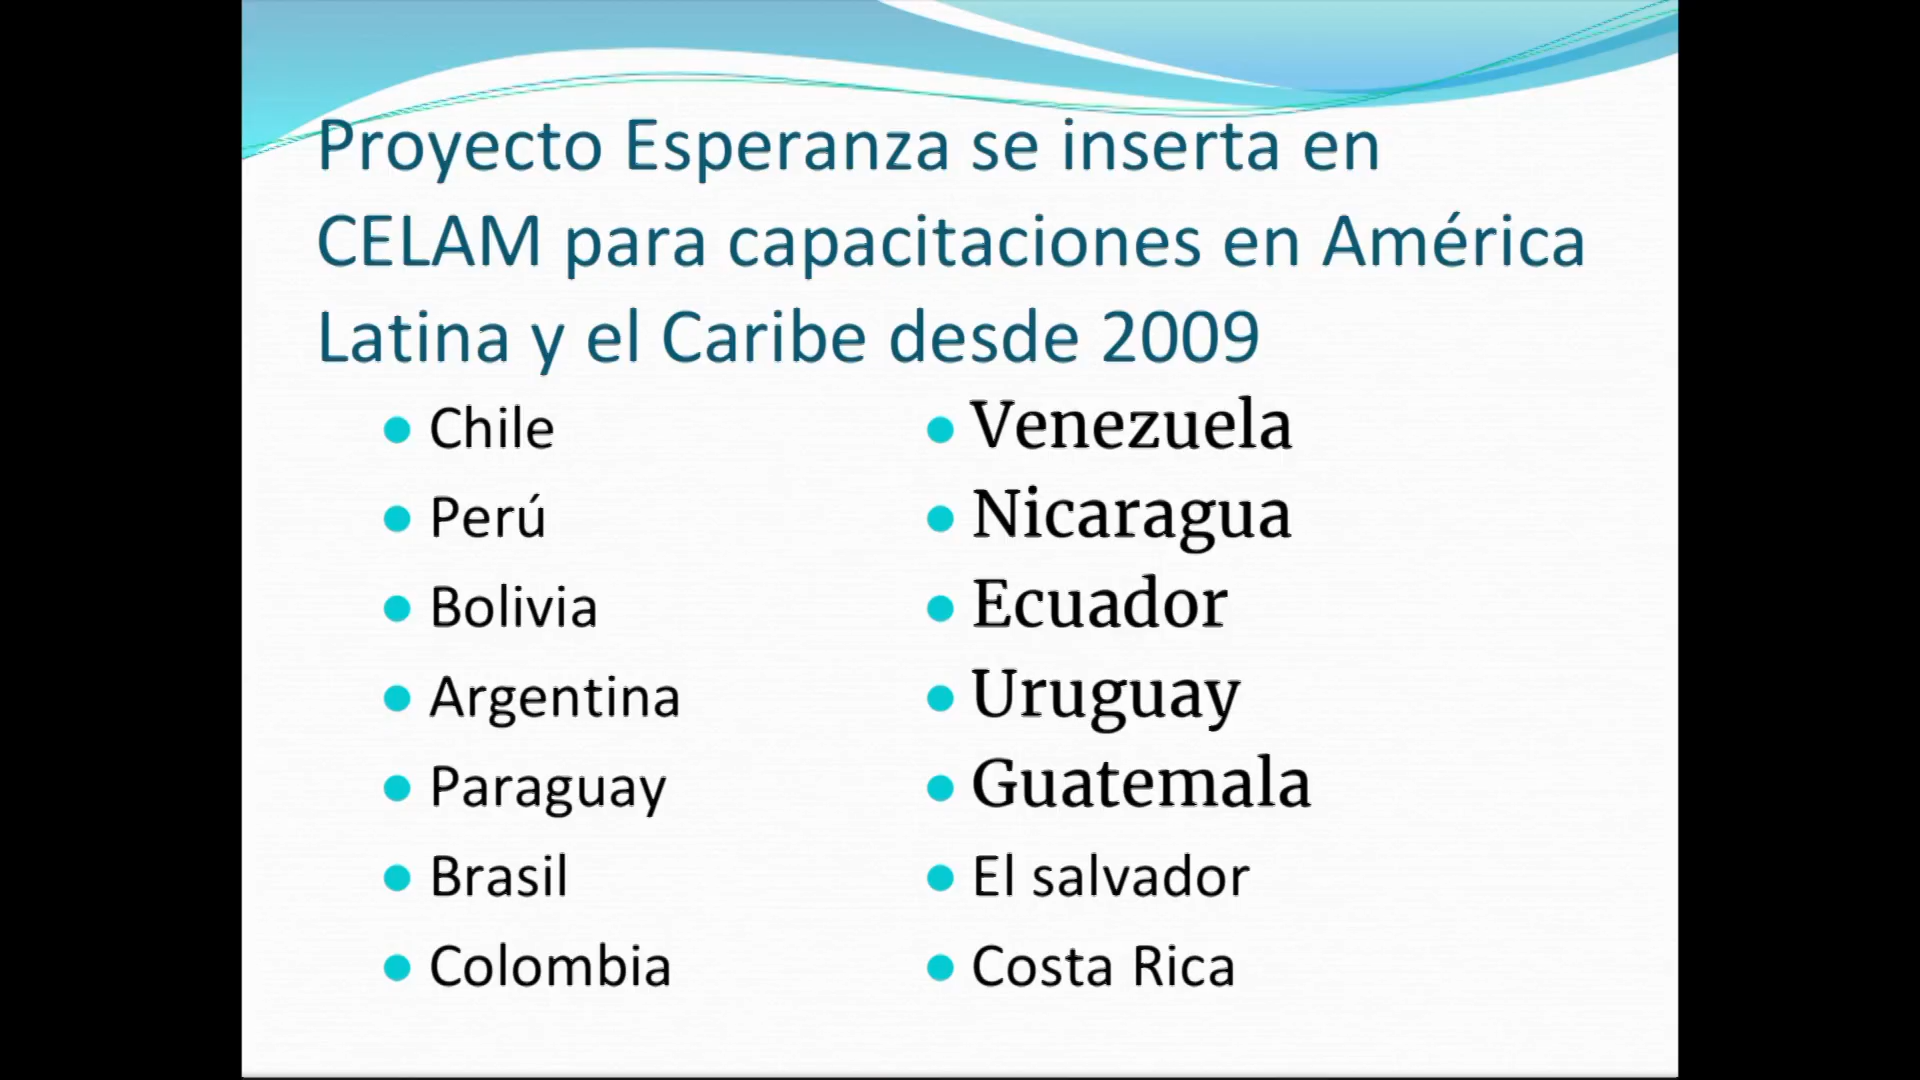 Proyecto Esperanza se inserta en
CELAM para capacitaciones en América
Latina y el Caribe desde 2009
Chile
Perú
Bolivia
Argentina
Paraguay
Brasil
Colombia
Venezuela
Nicaragua
Ecuador
Uruguay
Guatemala
El salvador
Costa Rica